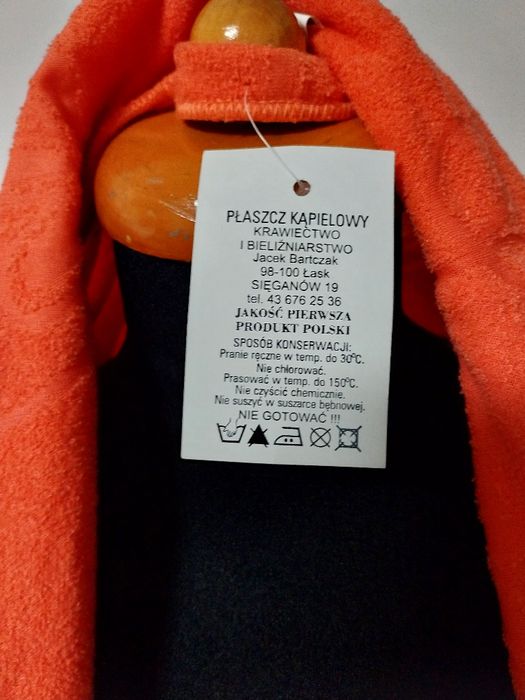 PŁASZCZ KĄPIELOWY
KRAWIECTWO
I BIELIŹNIARSTWO
Jacek Bartczak
98-100 Łask
SIĘGANÓW 19
tel. 43 676 25 36
JAKOŚĆ PIERWSZA
PRODUKT POLSKI
SPOSÓB KONSERWACJI:
Pranie ręczne w temp. do 30°C.
Nie chlorować.
Prasować w temp. do 150°C.
Nie czyścić chemicznie.
Nie suszyć w suszarce bębnowej.
NIE GOTOWAĆ !!!